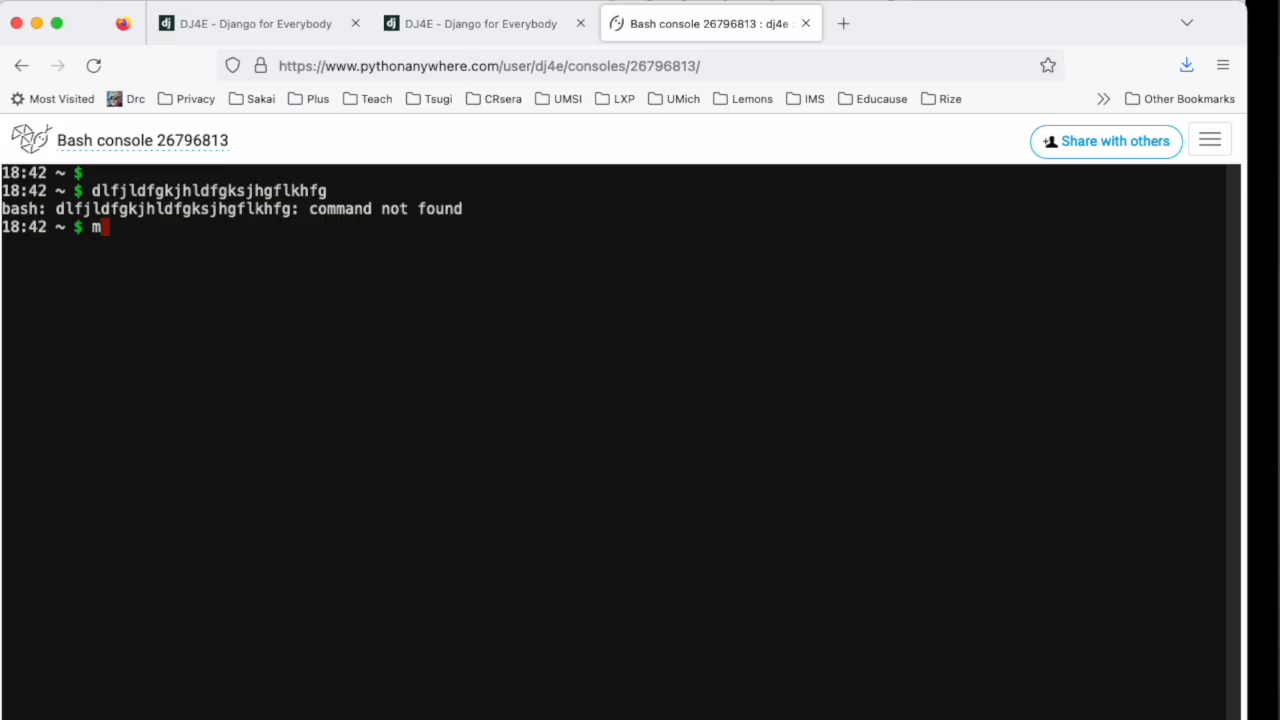 DJ4E - Django for Everybody
DJ4E - Django for Everybody
Bash console 26796813 : dj4e :
https://www.pythonanywhere.com/user/dj4e/consoles/26796813/
Most Visited Drc Privacy Sakai Plus Teach Tsugi CRsera UMSI LXP UMich Lemons IMS Educause Rize Other Bookmarks
Bash console 26796813
Share with others
18:42 ~ $
18:42 ~ $ dlfjldfgkjhldfgksjhgflkhfg
bash: dlfjldfgkjhldfgksjhgflkhfg: command not found
18:42 ~ $ m